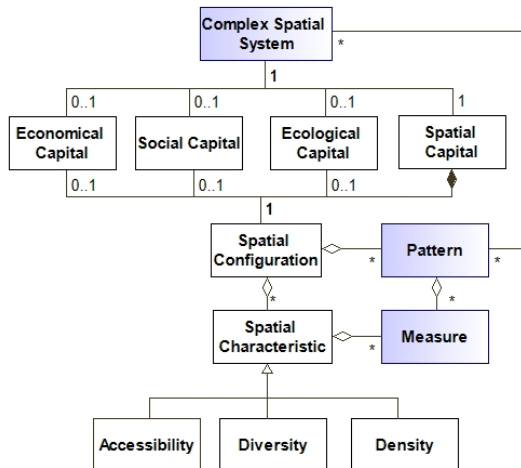 Complex Spatial
System
*
1
0..1
0..1
0..1
1
Economical
Capital
Social Capital
Ecological
Capital
Spatial
Capital
0..1
0..1
0..1
1
Spatial
Configuration
Pattern
*
*
*
*
Spatial
Characteristic
Measure
*
Accessibility
Diversity
Density